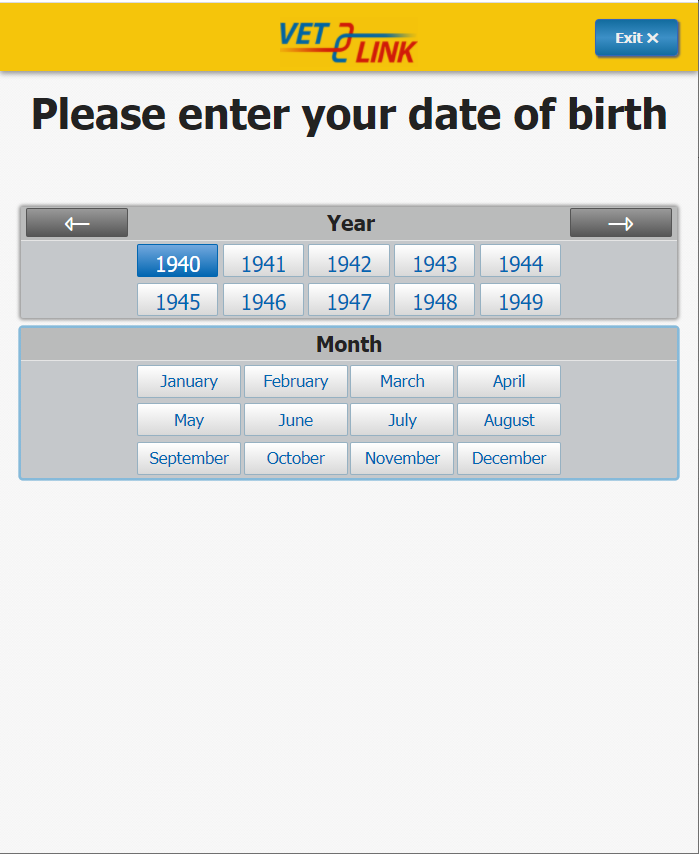 VET LINK
Exit ✕
Please enter your date of birth
Year
1940 1941 1942 1943 1944
1945 1946 1947 1948 1949
Month
January February March April
May June July August
September October November December